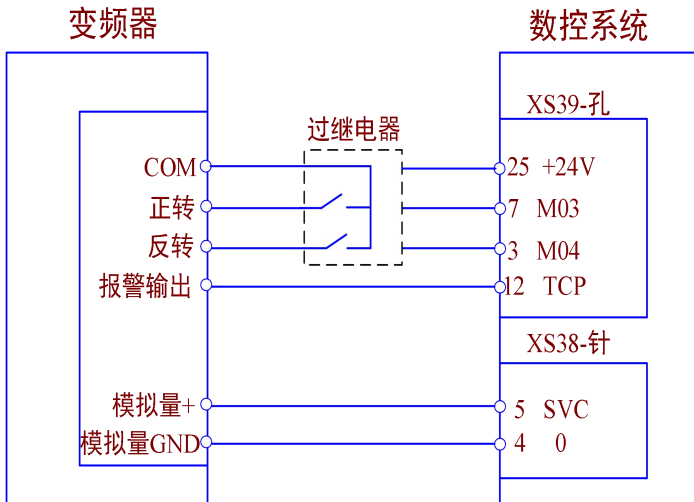 变频器
数控系统
XS39-孔
过继电器
COM
25 +24V
正转
7 M03
反转
3 M04
报警输出
12 TCP
XS38-针
模拟量+
5 SVC
模拟量GND
4 0